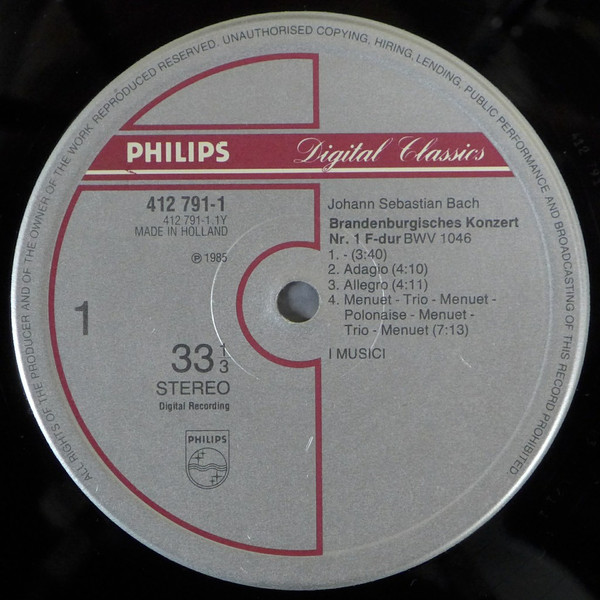 ALL RIGHTS OF THE PRODUCER AND OF THE OWNER OF THE WORK REPRODUCED RESERVED. UNAUTHORISED COPYING, HIRING, LENDING, PUBLIC PERFORMANCE AND BROADCASTING OF THIS RECORD PROHIBITED.
PHILIPS Digital Classics
412 791-1
412 791-1.1Y
MADE IN HOLLAND
℗ 1985
1
33 1/3
STEREO
Digital Recording
PHILIPS
Johann Sebastian Bach
Brandenburgisches Konzert
Nr. 1 F-dur BWV 1046
1. - (3:40)
2. Adagio (4:10)
3. Allegro (4:11)
4. Menuet - Trio - Menuet -
Polonaise - Menuet -
Trio - Menuet (7:13)
I MUSICI